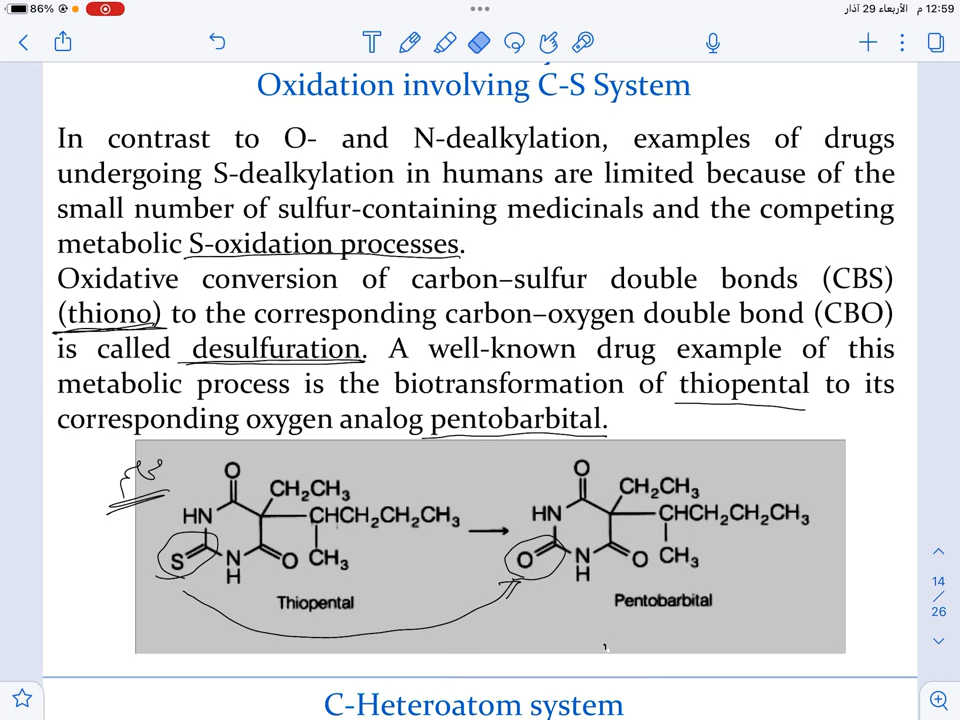 86%
12:59 م الأربعاء 29 آذار
Oxidation involving C-S System
In contrast to O- and N-dealkylation, examples of drugs
undergoing S-dealkylation in humans are limited because of the
small number of sulfur-containing medicinals and the competing
metabolic S-oxidation processes.
Oxidative conversion of carbon–sulfur double bonds (CBS)
(thiono) to the corresponding carbon–oxygen double bond (CBO)
is called desulfuration. A well-known drug example of this
metabolic process is the biotransformation of thiopental to its
corresponding oxygen analog pentobarbital.
O CH₂CH₃ O CH₂CH₃
HN CHCH₂CH₂CH₃ HN CHCH₂CH₂CH₃
S N H O CH₃ O N H O CH₃
Thiopental Pentobarbital
14
/
26
C-Heteroatom system